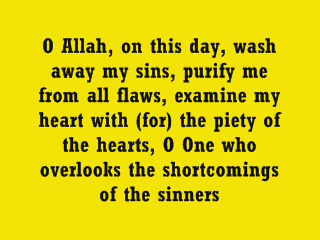 O Allah, on this day, wash
away my sins, purify me
from all flaws, examine my
heart with (for) the piety of
the hearts, O One who
overlooks the shortcomings
of the sinners